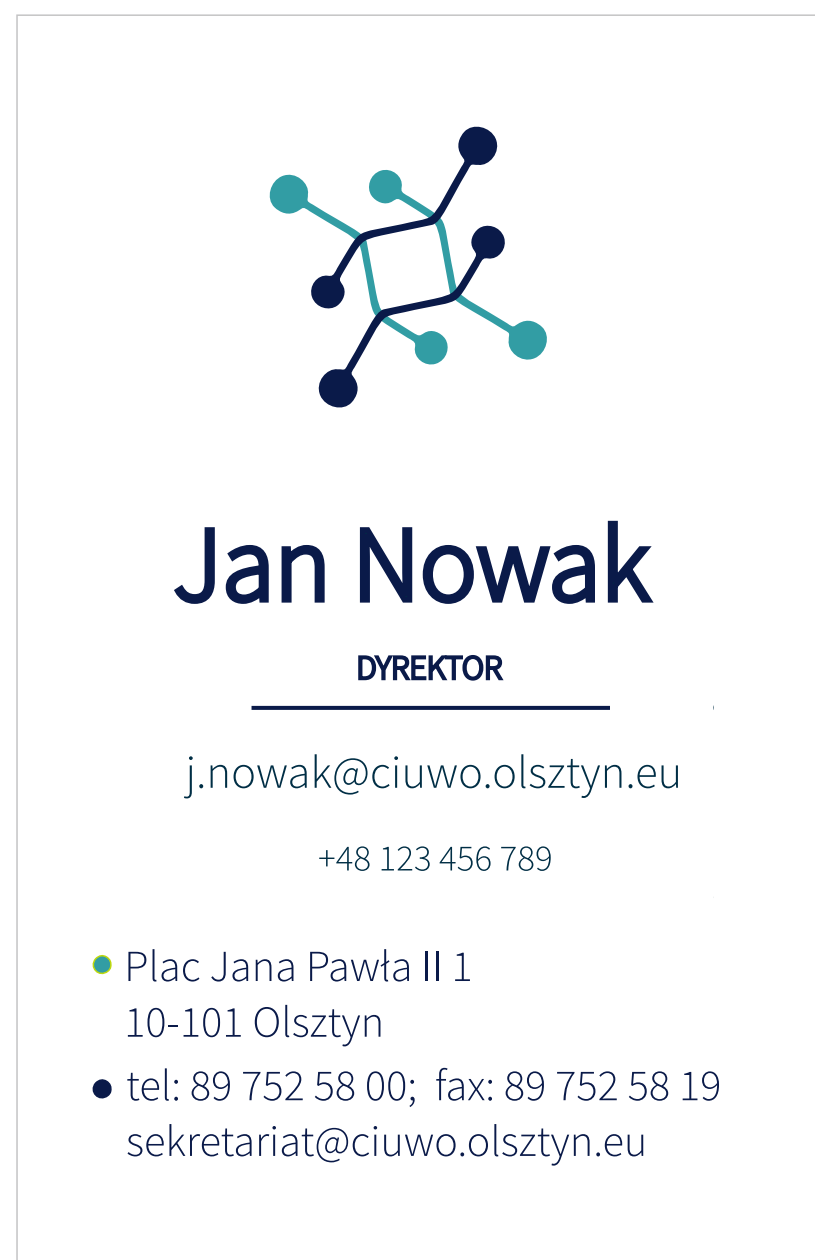 Jan Nowak
DYREKTOR
j.nowak@ciuwo.olsztyn.eu
+48 123 456 789
Plac Jana Pawła II 1
10-101 Olsztyn
tel: 89 752 58 00;  fax: 89 752 58 19
sekretariat@ciuwo.olsztyn.eu